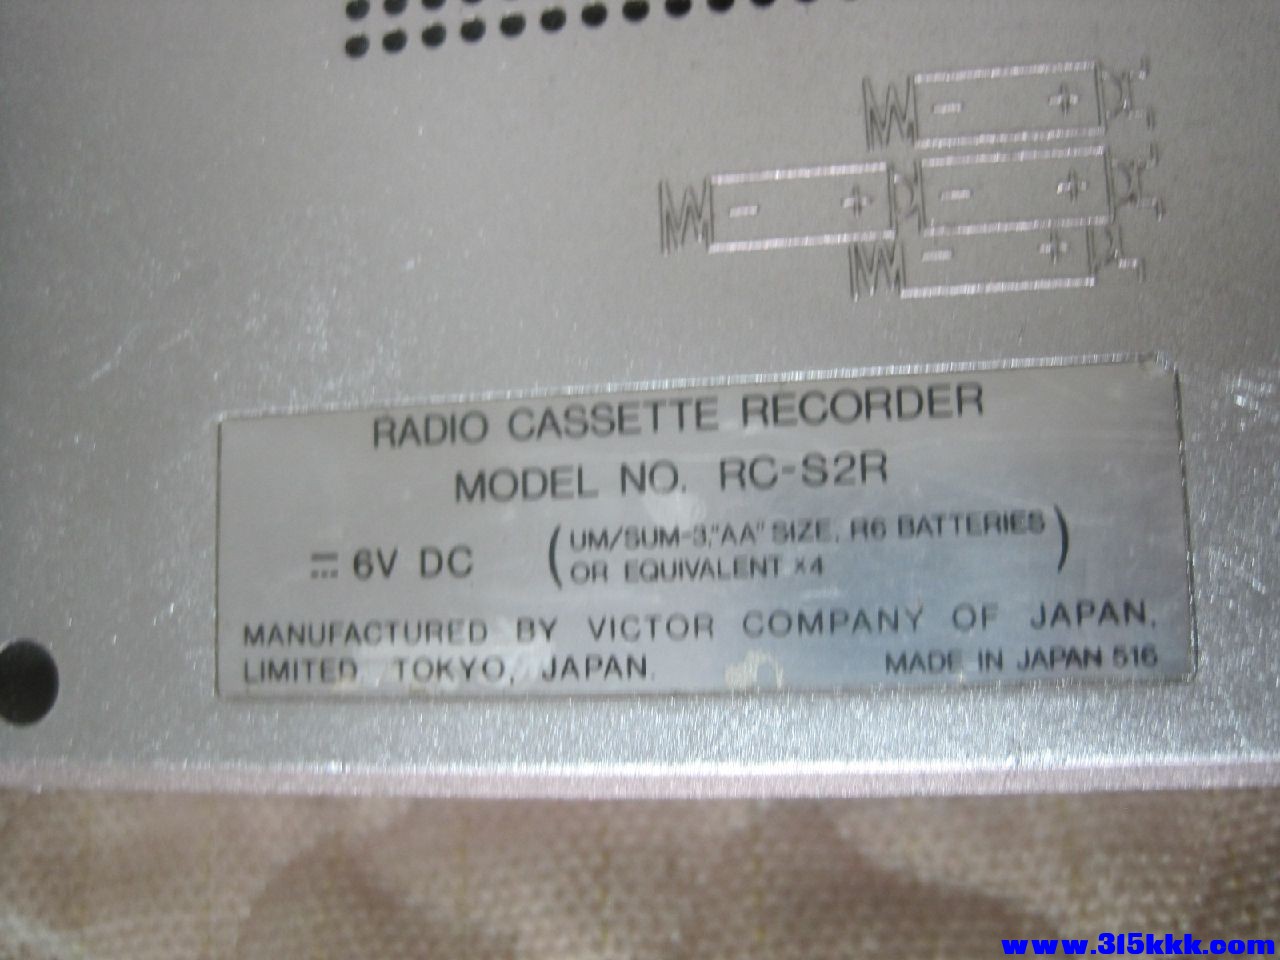 RADIO CASSETTE RECORDER
MODEL NO. RC-S2R
6V DC (UM/SUM-3,"AA" SIZE, R6 BATTERIES
OR EQUIVALENT ×4)
MANUFACTURED BY VICTOR COMPANY OF JAPAN,
LIMITED TOKYO, JAPAN.
MADE IN JAPAN 516
www.315kkk.com